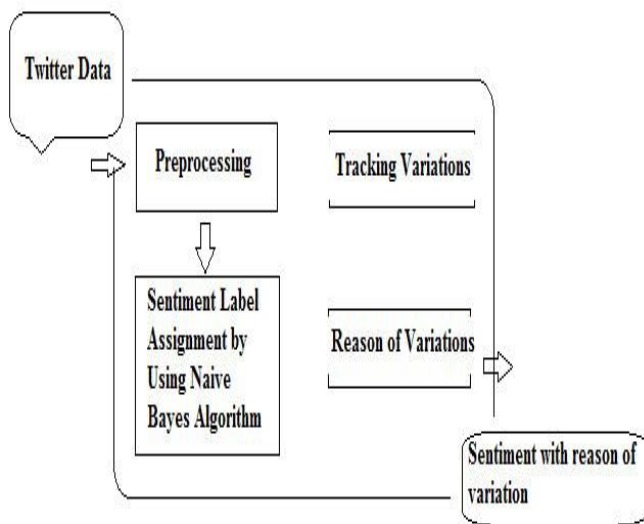 Twitter Data
Preprocessing
Tracking Variations
Sentiment Label
Assignment by
Using Naive
Bayes Algorithm
Reason of Variations
Sentiment with reason of
variation